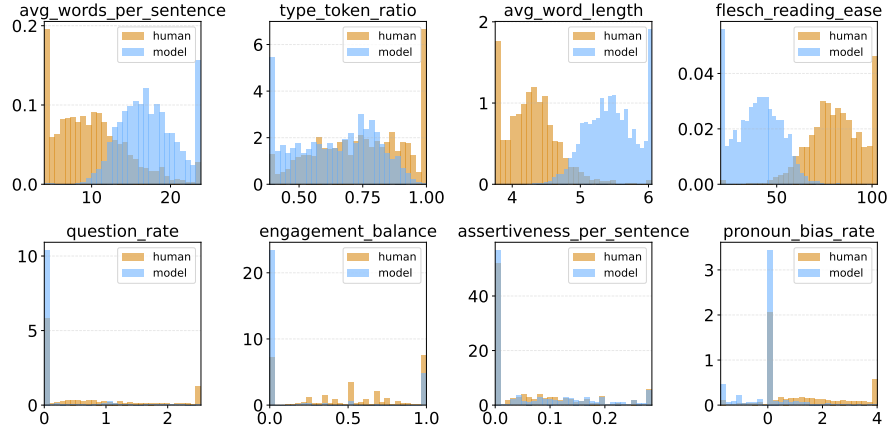 avg_words_per_sentence type_token_ratio avg_word_length flesch_reading_ease
0.2
0.1
0.0
10 20
human
model
6
4
2
0
0.50 0.75 1.00
human
model
2
1
0
4 5 6
human
model
0.04
0.02
0.00
50 100
human
model
question_rate engagement_balance assertiveness_per_sentence pronoun_bias_rate
10
5
0
0 1 2
human
model
20
10
0
0.0 0.5 1.0
human
model
40
20
0
0.0 0.1 0.2
human
model
3
2
1
0
0 2 4
human
model